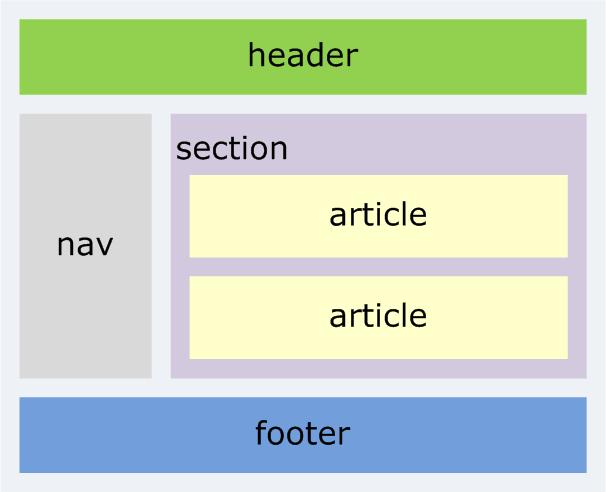 header
nav
section
article
article
footer